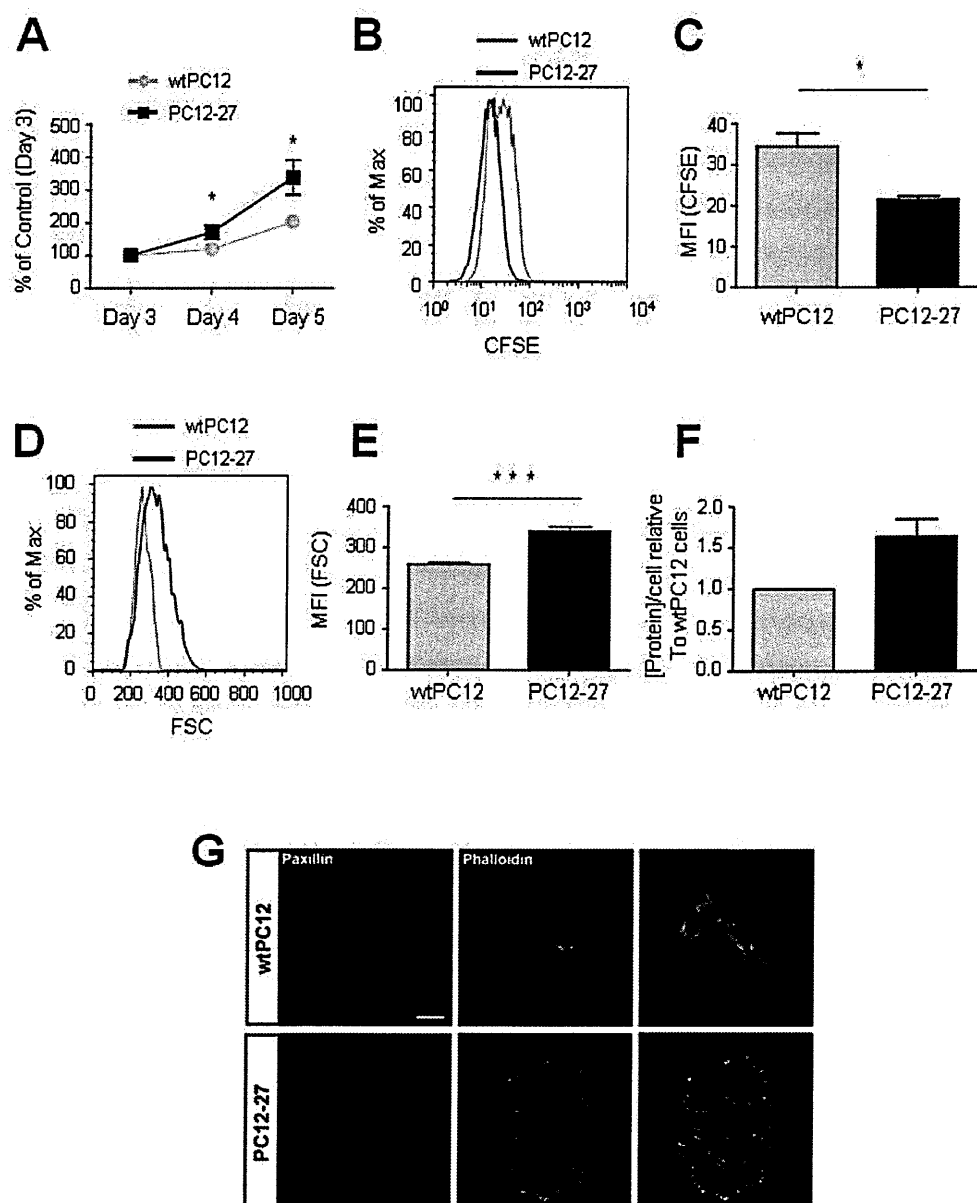 A
wtPC12
PC12-27
% of Control (Day 3)
500
400
300
200
100
0
*
*
Day 3 Day 4 Day 5
B
wtPC12
PC12-27
% of Max
100
80
60
40
20
0
10⁰ 10¹ 10² 10³ 10⁴
CFSE
C
*
MFI (CFSE)
40
30
20
10
0
wtPC12 PC12-27
D
wtPC12
PC12-27
% of Max
100
80
60
40
20
0
0 200 400 600 800 1000
FSC
E
***
MFI (FSC)
400
300
200
100
0
wtPC12 PC12-27
F
[Protein]/cell relative
To wtPC12 cells
2.0
1.5
1.0
0.5
0.0
wtPC12 PC12-27
G
Paxillin Phalloidin
wtPC12
PC12-27